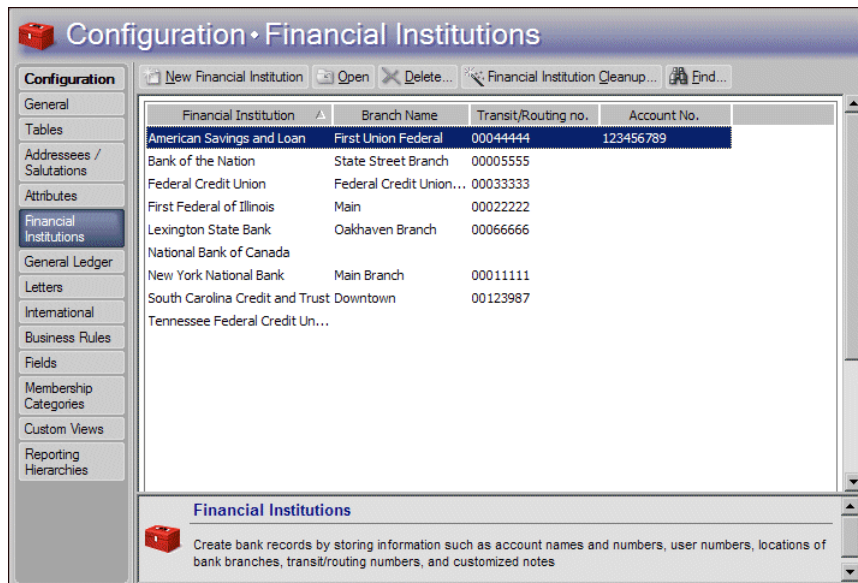 Configuration • Financial Institutions
Configuration
General
Tables
Addressees /
Salutations
Attributes
Financial
Institutions
General Ledger
Letters
International
Business Rules
Fields
Membership
Categories
Custom Views
Reporting
Hierarchies
New Financial Institution Open Delete... Financial Institution Cleanup... Find...
Financial Institution Branch Name Transit/Routing no. Account No.
American Savings and Loan First Union Federal 00044444 123456789
Bank of the Nation State Street Branch 00005555
Federal Credit Union Federal Credit Union... 00033333
First Federal of Illinois Main 00022222
Lexington State Bank Oakhaven Branch 00066666
National Bank of Canada
New York National Bank Main Branch 00011111
South Carolina Credit and Trust Downtown 00123987
Tennessee Federal Credit Un...
Financial Institutions
Create bank records by storing information such as account names and numbers, user numbers, locations of
bank branches, transit/routing numbers, and customized notes